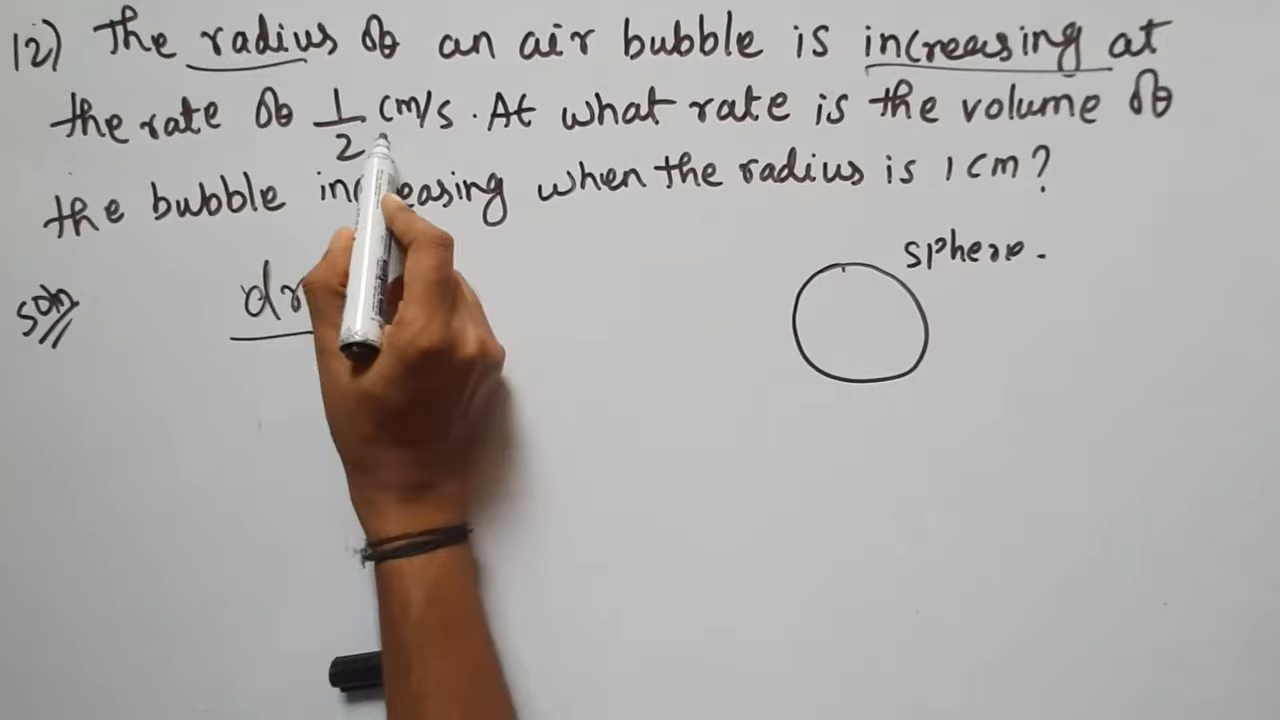 12) The radius of an air bubble is increasing at
the rate of 1/2 cm/s. At what rate is the volume of
the bubble increasing when the radius is 1 cm?
sphere.
Soln
dr